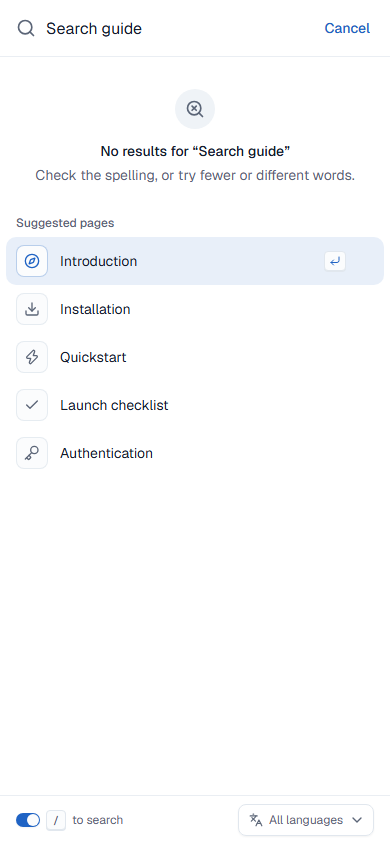 Search guide
Cancel
No results for “Search guide”
Check the spelling, or try fewer or different words.
Suggested pages
Introduction
Installation
Quickstart
Launch checklist
Authentication
/ to search
All languages